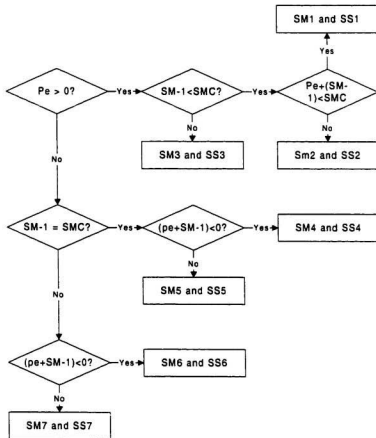 SM1 and SS1
Yes
Pe > 0?
Yes
SM-1<SMC?
Yes
Pe+(SM-
1)<SMC
No
No
SM3 and SS3
Sm2 and SS2
No
SM-1 = SMC?
Yes
(pe+SM-1)<0?
Yes
SM4 and SS4
No
SM5 and SS5
No
(pe+SM-1)<0?
Yes
SM6 and SS6
No
SM7 and SS7